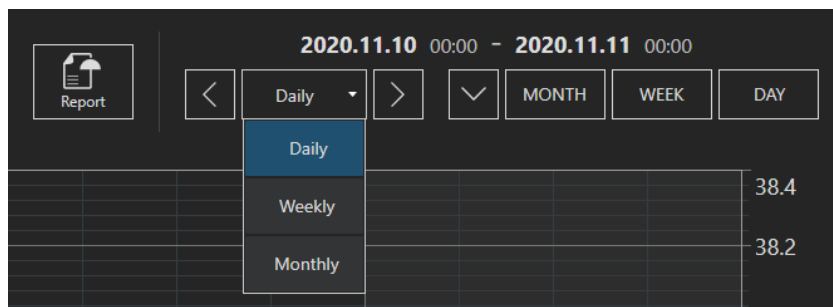 2020.11.10 00:00 - 2020.11.11 00:00
Report
Daily
MONTH
WEEK
DAY
Daily
Weekly
Monthly
38.4
38.2